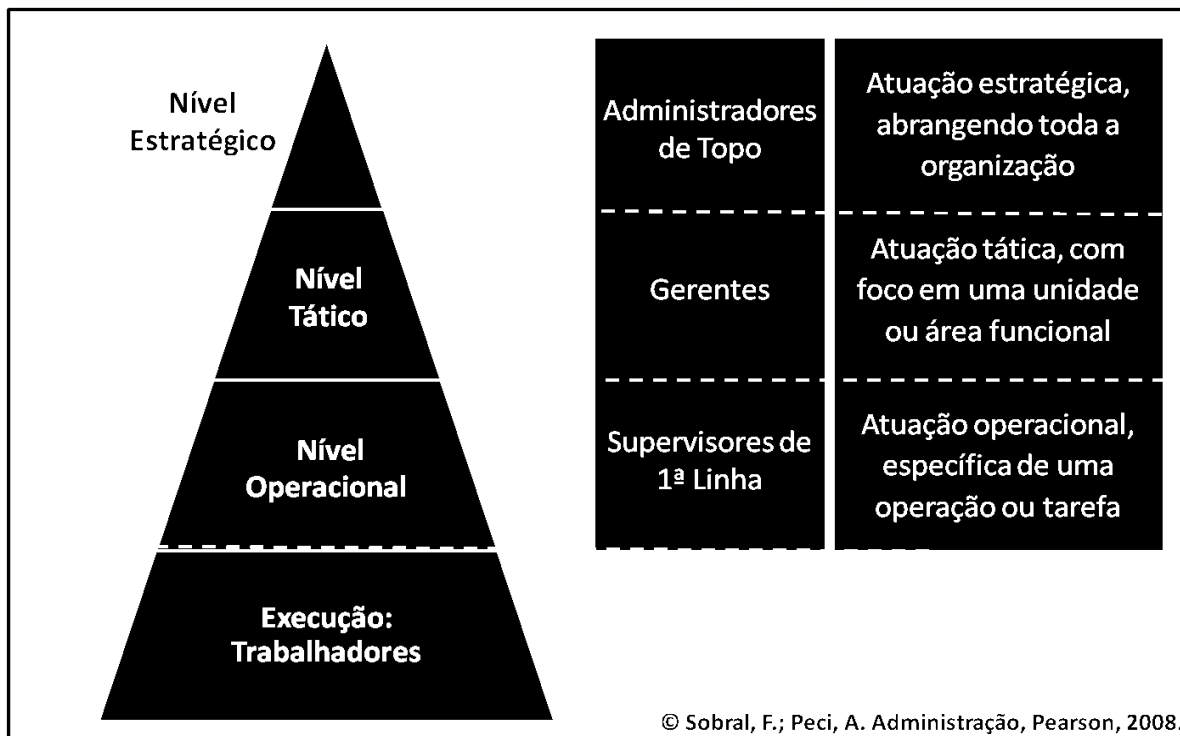 Nível
Estratégico
Nível
Tático
Nível
Operacional
Execução:
Trabalhadores
Administradores
de Topo
Atuação estratégica,
abrangendo toda a
organização
Gerentes
Atuação tática, com
foco em uma unidade
ou área funcional
Supervisores de
1ª Linha
Atuação operacional,
específica de uma
operação ou tarefa
© Sobral, F.; Peci, A. Administração, Pearson, 2008.